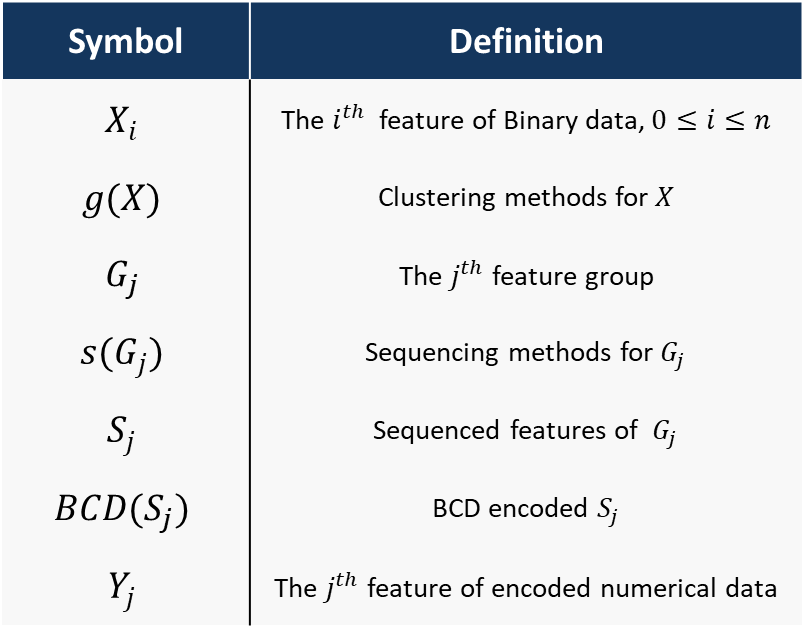 Symbol Definition
X_i The i^th feature of Binary data, 0 ≤ i ≤ n
g(X) Clustering methods for X
G_j The j^th feature group
s(G_j) Sequencing methods for G_j
S_j Sequenced features of G_j
BCD(S_j) BCD encoded S_j
Y_j The j^th feature of encoded numerical data